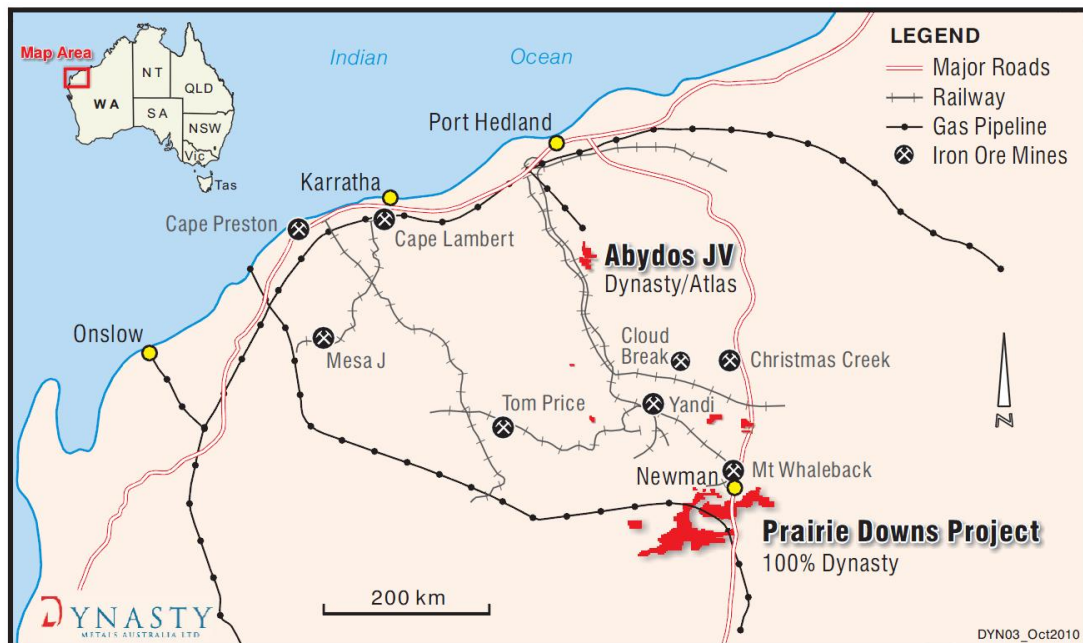 Map Area
NT
QLD
WA
SA
NSW
Vic
Tas
Indian Ocean
LEGEND
Major Roads
Railway
Gas Pipeline
Iron Ore Mines
Port Hedland
Karratha
Cape Preston
Cape Lambert
Abydos JV
Dynasty/Atlas
Onslow
Mesa J
Cloud
Break
Christmas Creek
Tom Price
Yandi
N
Newman
Mt Whaleback
Prairie Downs Project
100% Dynasty
200 km
DYNASTY
METALS AUSTRALIA LTD
DYN03_Oct2010